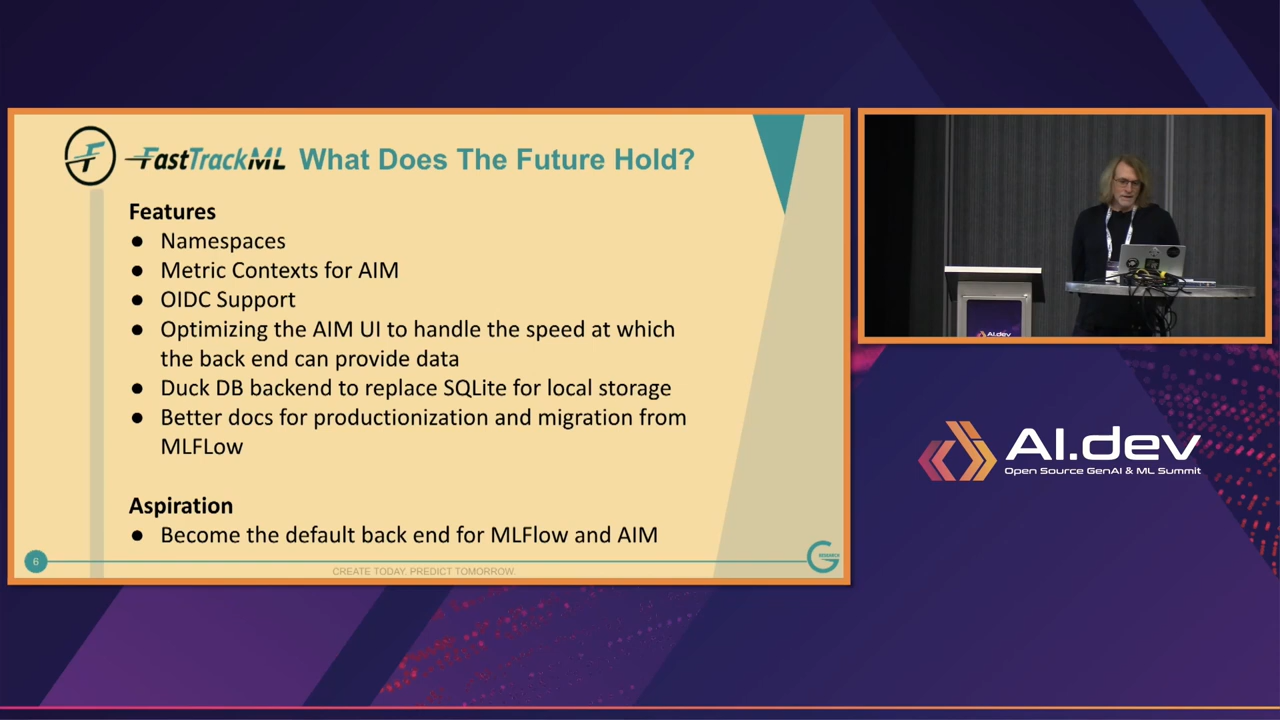 FastTrackML What Does The Future Hold?
Features
● Namespaces
● Metric Contexts for AIM
● OIDC Support
● Optimizing the AIM UI to handle the speed at which
the back end can provide data
● Duck DB backend to replace SQLite for local storage
● Better docs for productionization and migration from
MLFLow
Aspiration
● Become the default back end for MLFlow and AIM
6
CREATE TODAY. PREDICT TOMORROW.
G RESEARCH
AI.dev
AI.dev
Open Source GenAI & ML Summit